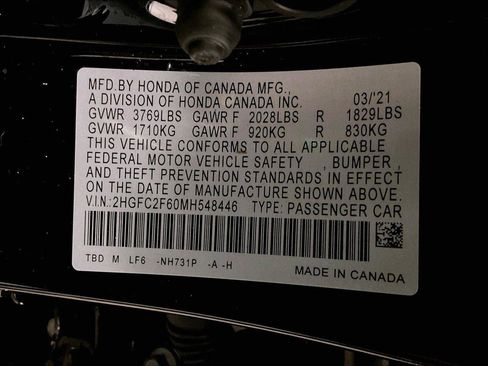 MFD.BY HONDA OF CANADA MFG.,
A DIVISION OF HONDA CANADA INC. 03/'21
GVWR 3769LBS GAWR F 2028LBS R 1829LBS
GVWR 1710KG GAWR F 920KG R 830KG
THIS VEHICLE CONFORMS TO ALL APPLICABLE
FEDERAL MOTOR VEHICLE SAFETY , BUMPER ,
AND THEFT PREVENTION STANDARDS IN EFFECT
ON THE DATE OF MANUFACTURE SHOWN ABOVE.
V.I.N.: 2HGFC2F60MH548446 TYPE: PASSENGER CAR
TBD M LF6 -NH731P -A -H
MADE IN CANADA